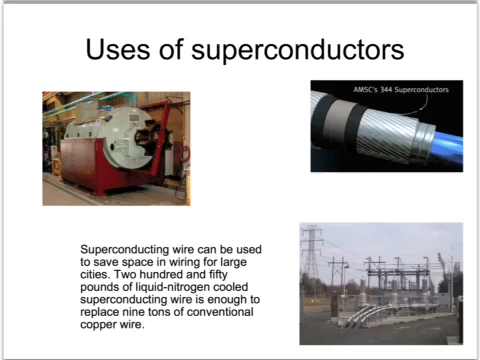 Uses of superconductors
AMSC's 344 Superconductors
Superconducting wire can be used
to save space in wiring for large
cities. Two hundred and fifty
pounds of liquid-nitrogen cooled
superconducting wire is enough to
replace nine tons of conventional
copper wire.